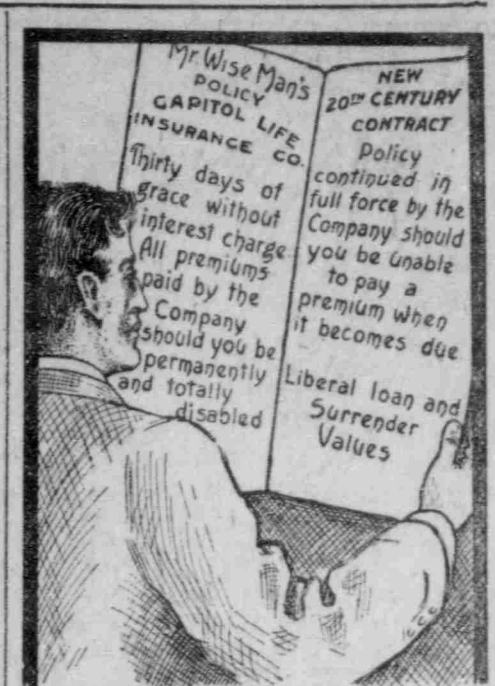 Mr. Wise Man's
POLICY
CAPITOL LIFE
INSURANCE CO.
Thirty days of
grace without
interest charge
All premiums
paid by the
Company
should you be
permanently
and totally
disabled
NEW
20TH CENTURY
CONTRACT
Policy
continued in
full force by the
Company should
you be unable
to pay a
premium when
it becomes due
Liberal loan and
Surrender
Values